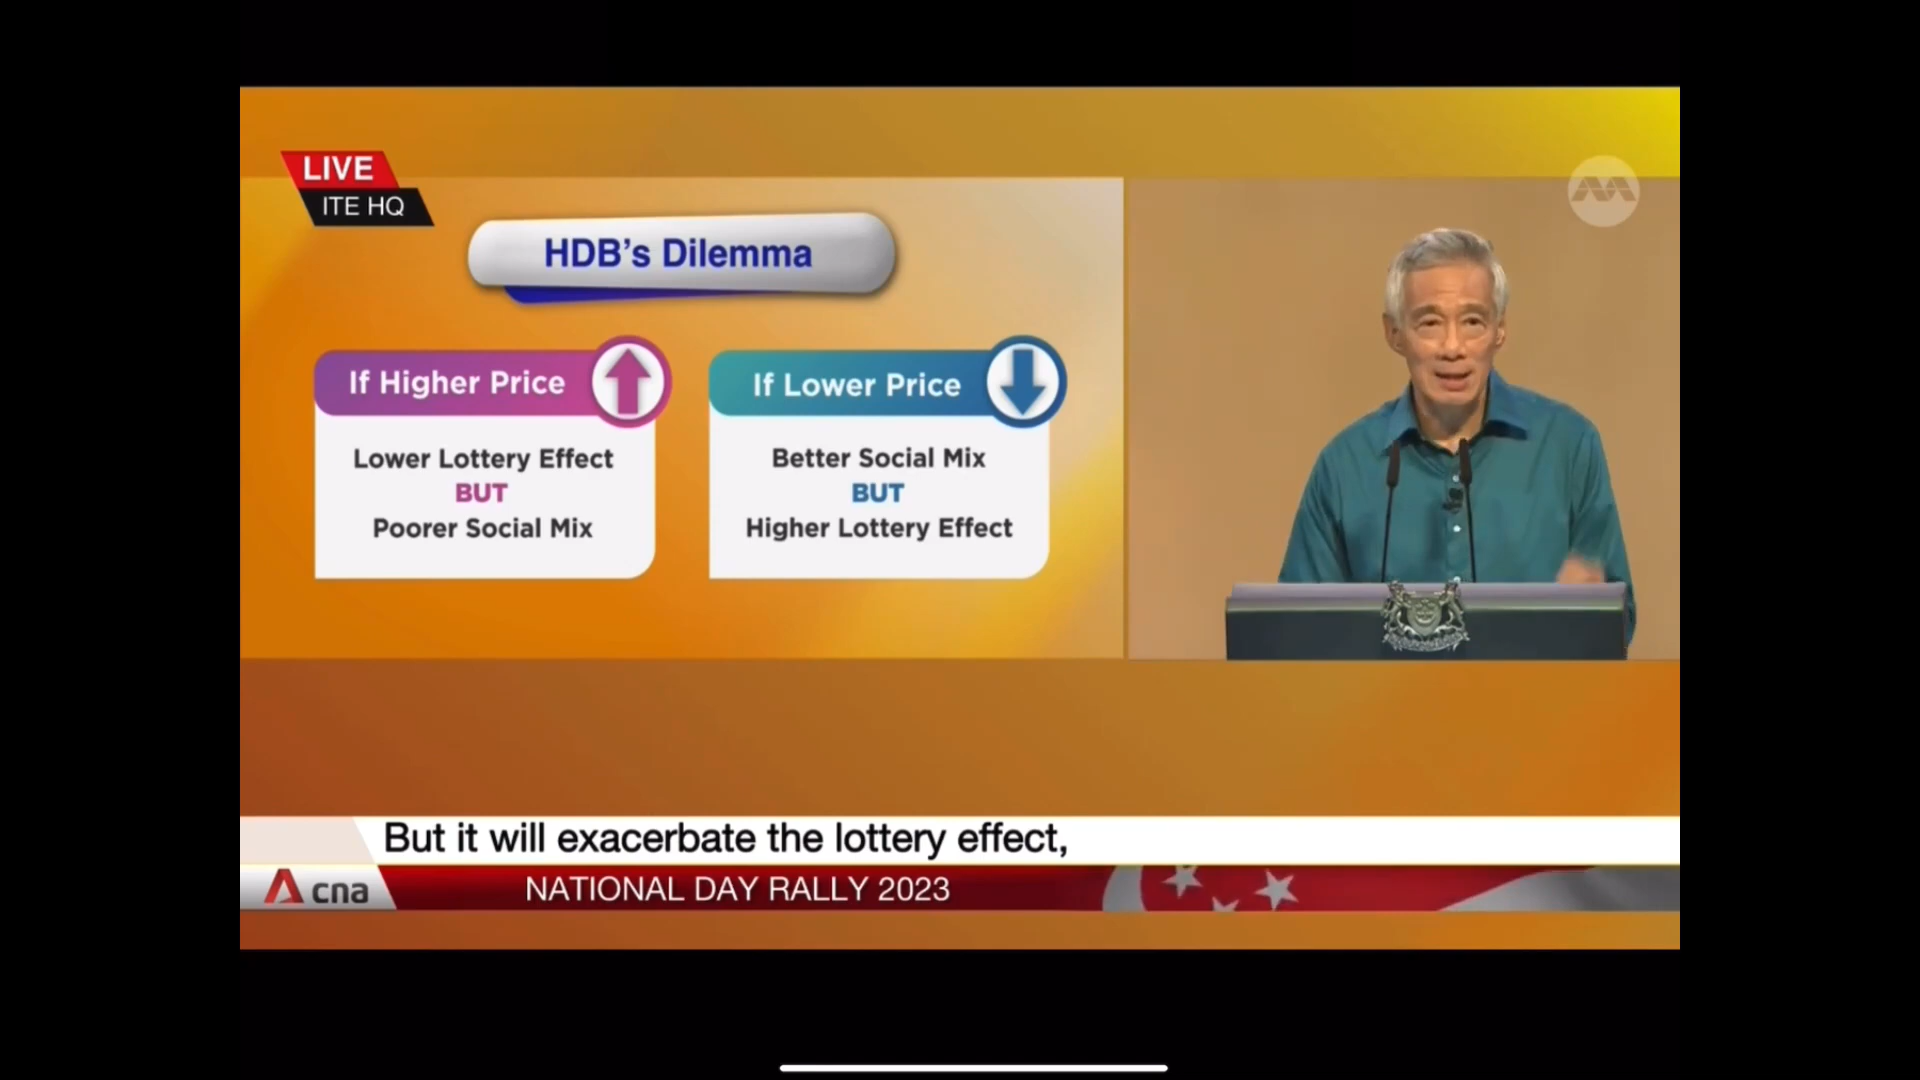 LIVE
ITE HQ
HDB's Dilemma
If Higher Price
Lower Lottery Effect
BUT
Poorer Social Mix
If Lower Price
Better Social Mix
BUT
Higher Lottery Effect
But it will exacerbate the lottery effect,
cna
NATIONAL DAY RALLY 2023